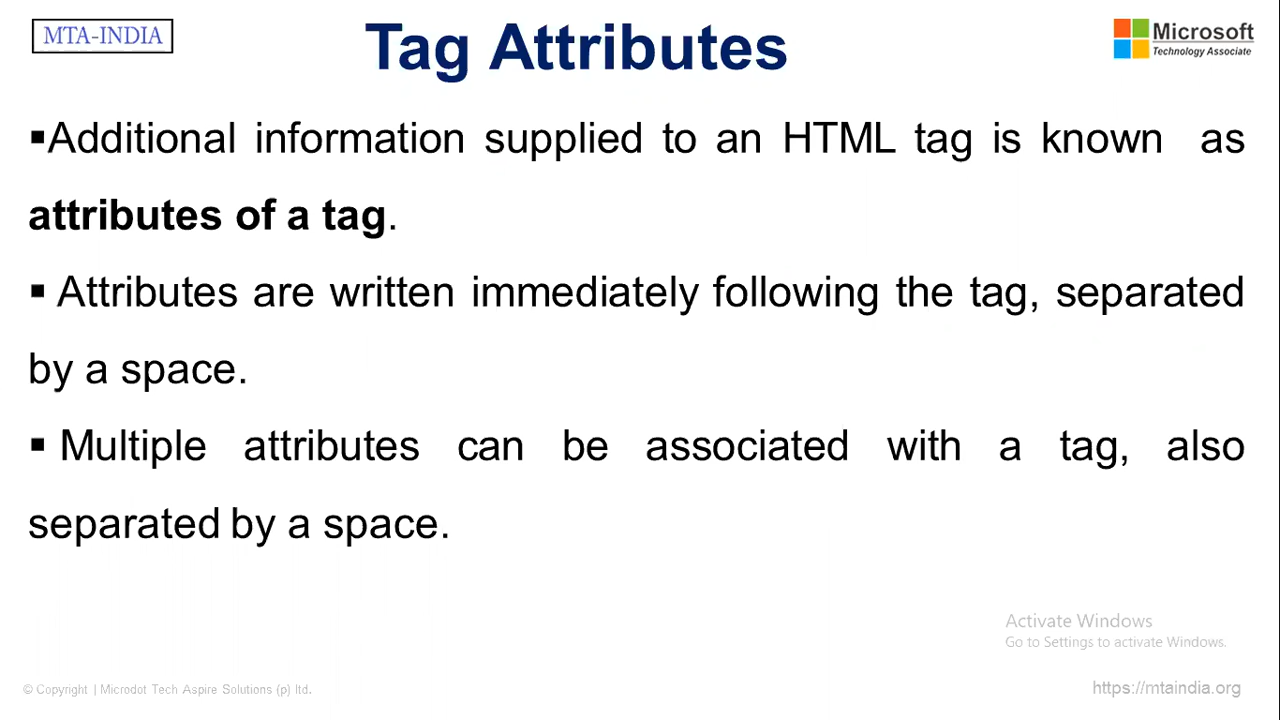 MTA-INDIA
Tag Attributes
Microsoft
Technology Associate
▪Additional information supplied to an HTML tag is known as
attributes of a tag.
▪ Attributes are written immediately following the tag, separated
by a space.
▪ Multiple attributes can be associated with a tag, also
separated by a space.
Activate Windows
Go to Settings to activate Windows.
© Copyright | Microdot Tech Aspire Solutions (p) ltd.
https://mtaindia.org